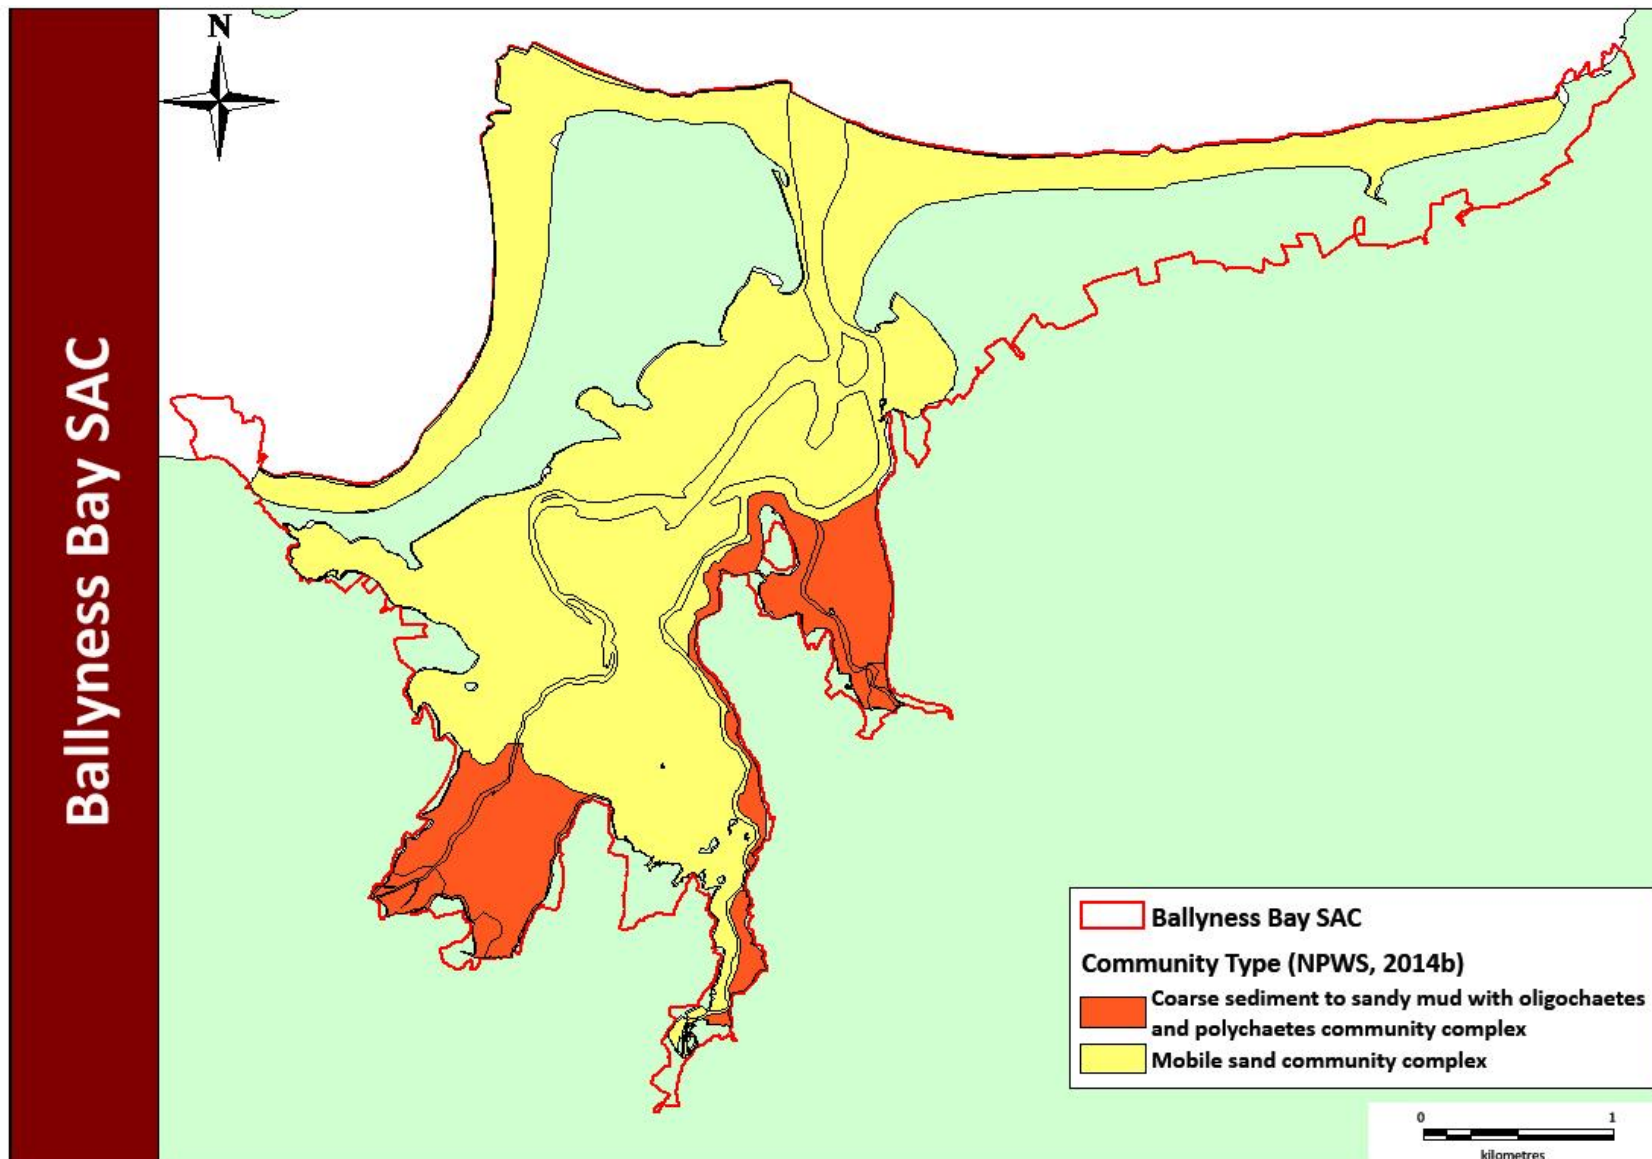 Ballyness Bay SAC
N
Ballyness Bay SAC
Community Type (NPWS, 2014b)
Coarse sediment to sandy mud with oligochaetes
and polychaetes community complex
Mobile sand community complex
0 1
kilometres